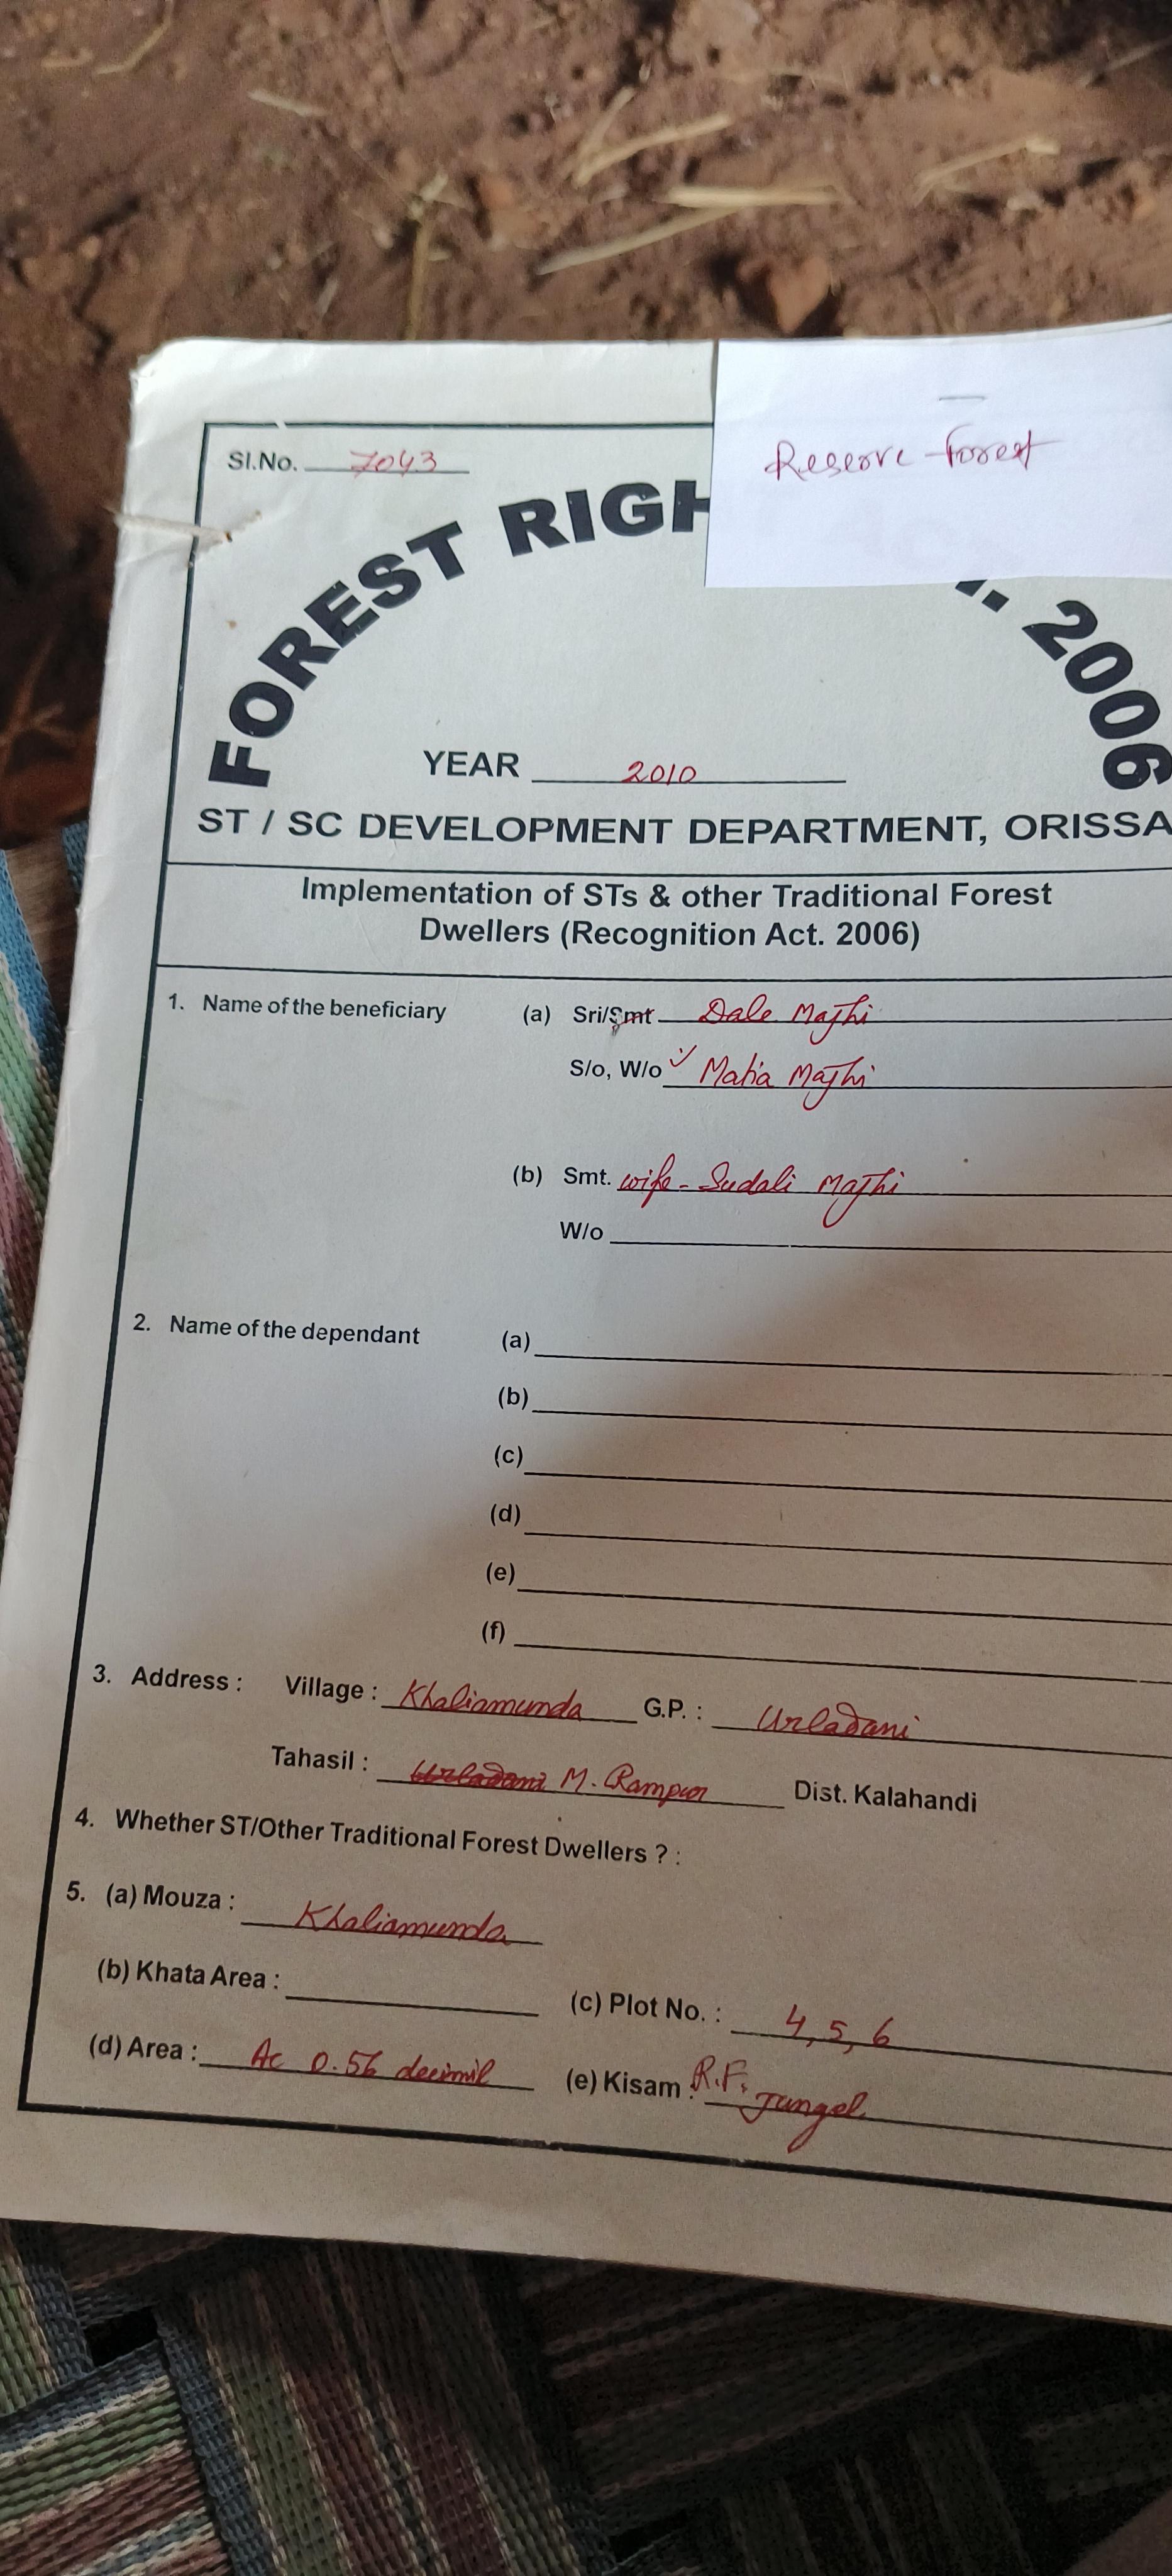 Reserve Forest
Sl.No. 7043
FOREST RIGH . 2006
YEAR 2010
ST / SC DEVELOPMENT DEPARTMENT, ORISSA
Implementation of STs & other Traditional Forest
Dwellers (Recognition Act. 2006)
1. Name of the beneficiary (a) Sri/Smt Dale Majhi
S/o, W/o Majhi
(b) Smt. wife - Sudali Majhi
W/o
2. Name of the dependant (a)
(b)
(c)
(d)
(e)
(f)
3. Address : Village : Khaliamunda G.P. : Urladani
Tahasil : Urladani M. Rampur Dist. Kalahandi
4. Whether ST/Other Traditional Forest Dwellers ? :
5. (a) Mouza : Khaliamunda
(b) Khata Area : (c) Plot No. : 4, 5, 6
(d) Area : Ac 0.56 decimil (e) Kisam : R.F. Jungel